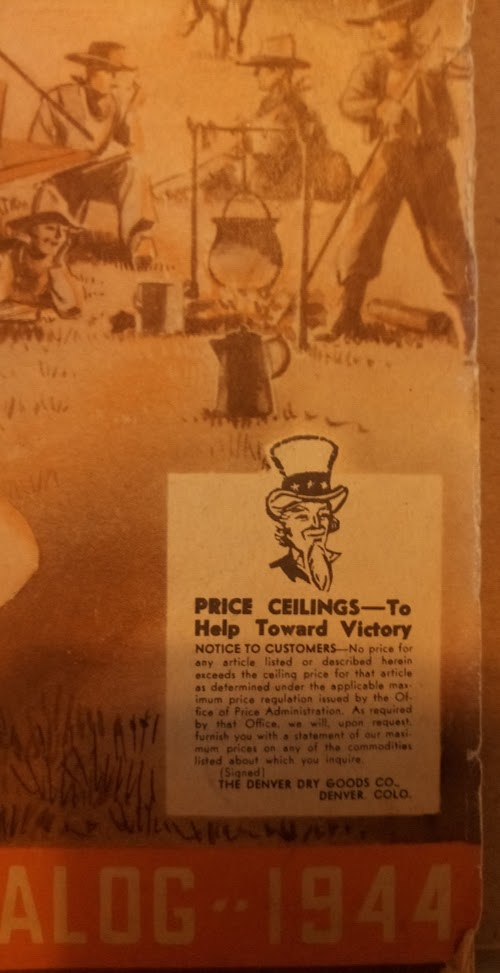 PRICE CEILINGS—To
Help Toward Victory
NOTICE TO CUSTOMERS—No price for
any article listed or described herein
exceeds the ceiling price for that article
as determined under the applicable max-
imum price regulation issued by the Of-
fice of Price Administration. As required
by that Office, we will, upon request,
furnish you with a statement of our maxi-
mum prices on any of the commodities
listed about which you inquire.
(Signed)
THE DENVER DRY GOODS CO.,
DENVER, COLO.
ALOG--1944